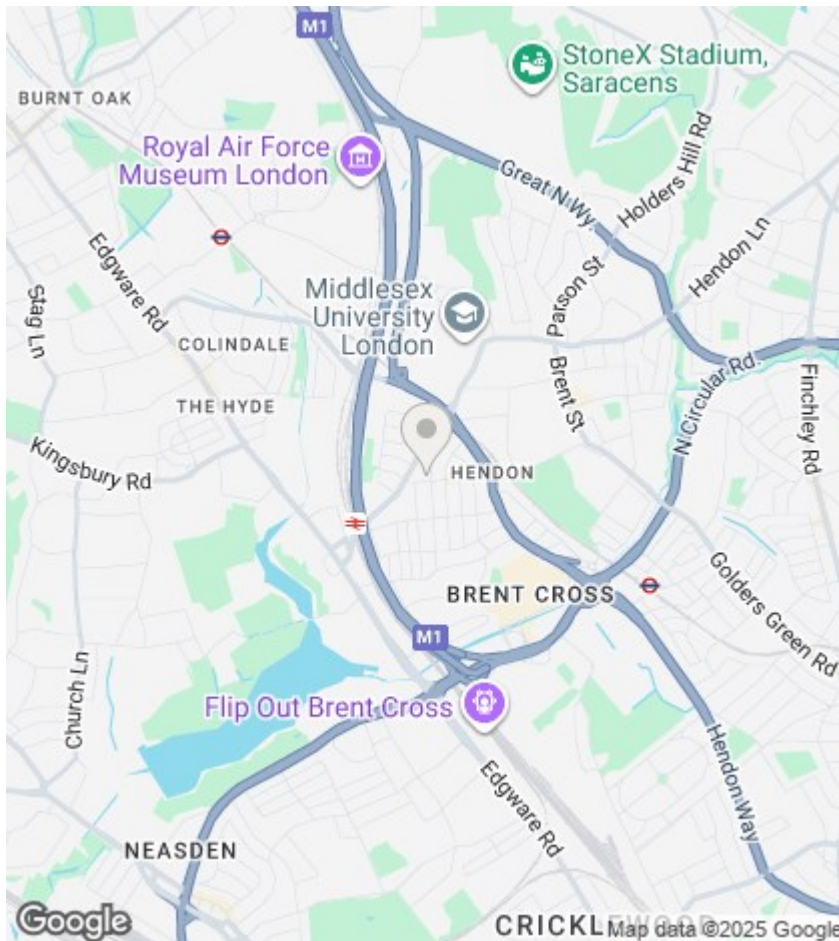 M1
StoneX Stadium,
Saracens
BURNT OAK
Royal Air Force
Museum London
Holders Hill Rd
Great N Wy.
Edgware Rd
Hendon Ln
Parson St
Stag Ln
Middlesex
University
London
COLINDALE
Brent St
N Circular Rd.
Finchley Rd
THE HYDE
Kingsbury Rd
HENDON
BRENT CROSS
Golders Green Rd
M1
Church Ln
Flip Out Brent Cross
Hendon Way
Edgware Rd
NEASDEN
Google
CRICKLEWOOD
Map data ©2025 Google